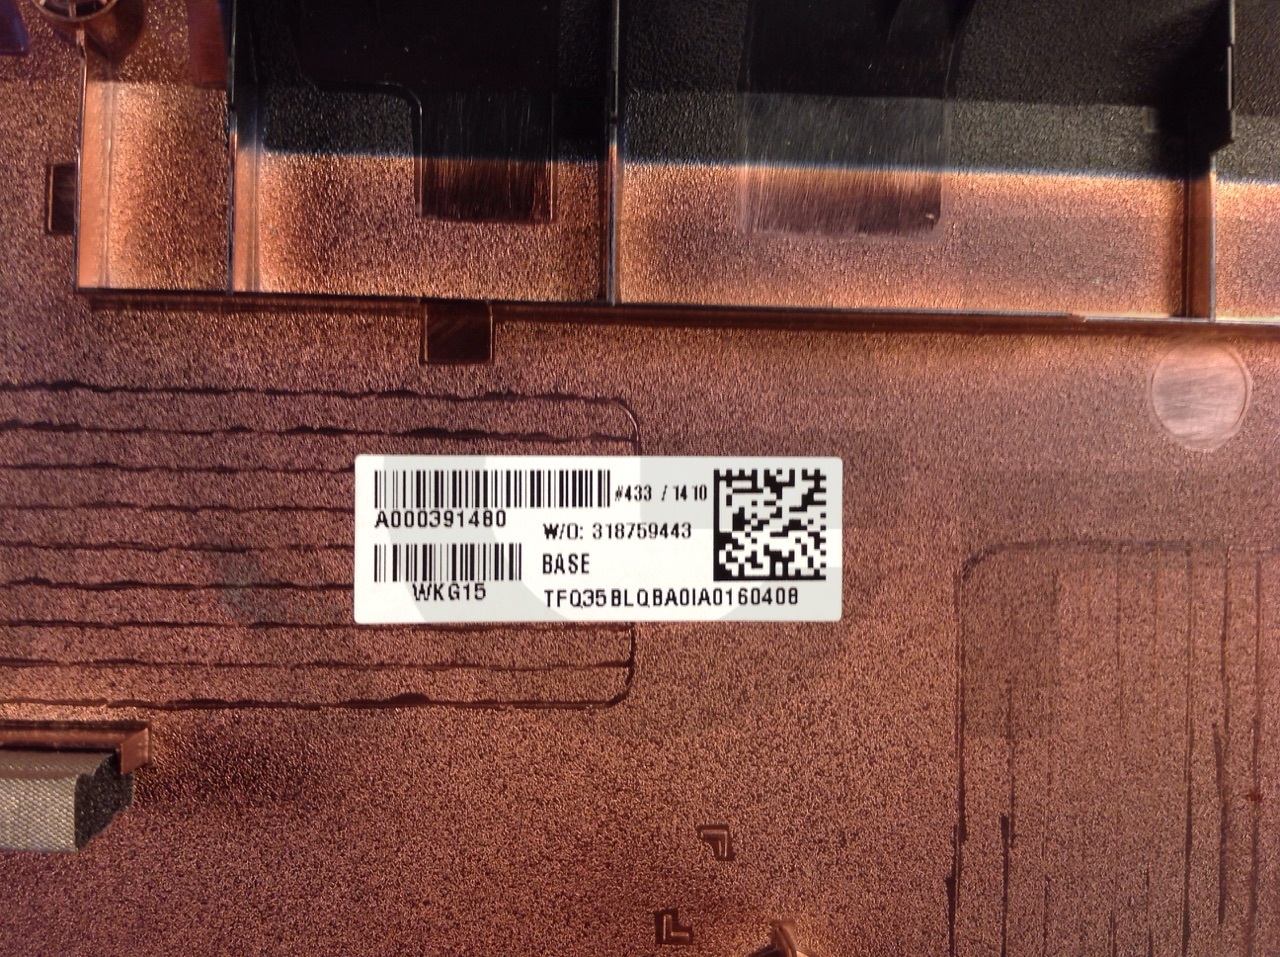 #433 / 1410
A000391480
W/O: 318759443
BASE
WKG15
TFQ35BLQBA0IA0160408